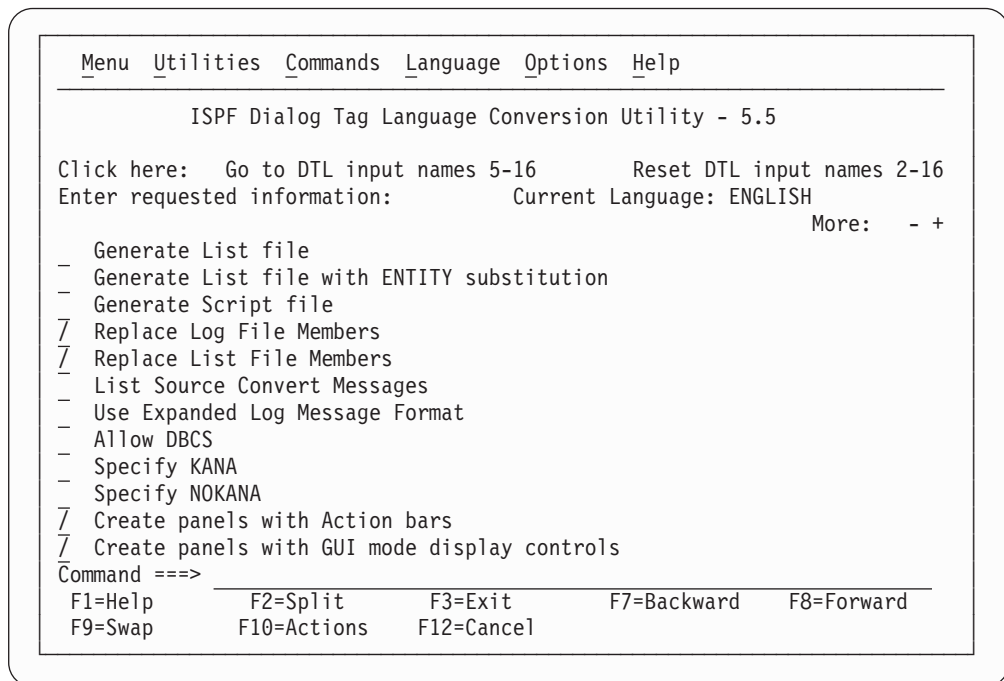 Menu Utilities Commands Language Options Help
ISPF Dialog Tag Language Conversion Utility - 5.5
Click here: Go to DTL input names 5-16 Reset DTL input names 2-16
Enter requested information: Current Language: ENGLISH
More: - +
_ Generate List file
_ Generate List file with ENTITY substitution
_ Generate Script file
/ Replace Log File Members
/ Replace List File Members
_ List Source Convert Messages
_ Use Expanded Log Message Format
_ Allow DBCS
_ Specify KANA
_ Specify NOKANA
/ Create panels with Action bars
/ Create panels with GUI mode display controls
Command ===>
F1=Help F2=Split F3=Exit F7=Backward F8=Forward
F9=Swap F10=Actions F12=Cancel